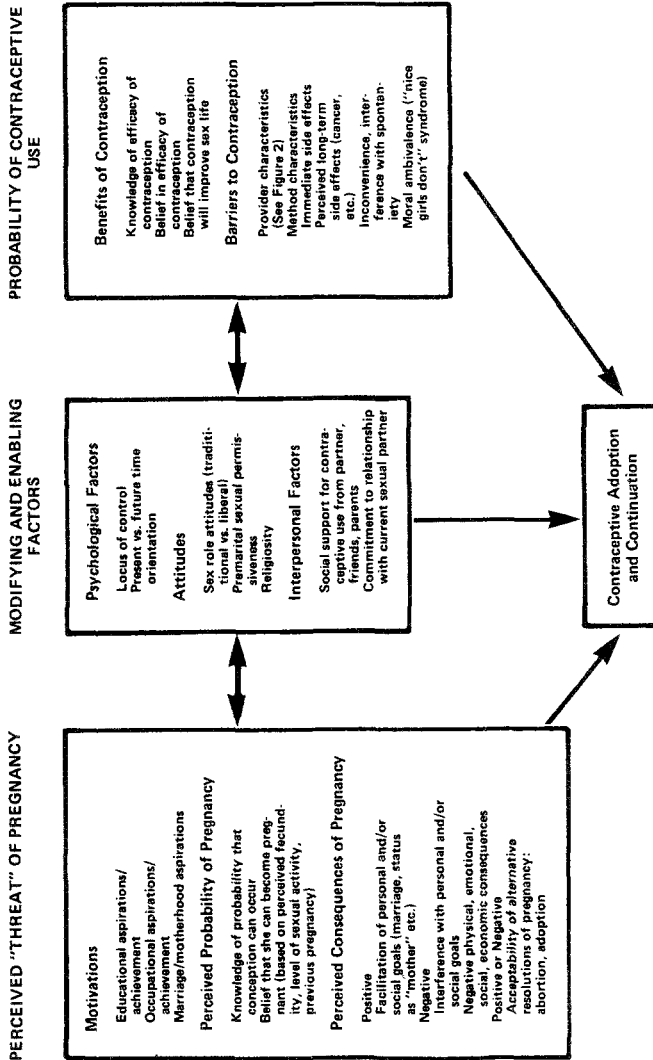 PERCEIVED "THREAT" OF PREGNANCY
Motivations
Educational aspirations/
achievement
Occupational aspirations/
achievement
Marriage/motherhood aspirations
Perceived Probability of Pregnancy
Knowledge of probability that
conception can occur
Belief that she can become preg-
nant (based on perceived fecund-
ity, level of sexual activity,
previous pregnancy)
Perceived Consequences of Pregnancy
Positive
Facilitation of personal and/or
social goals (marriage, status
as "mother" etc.)
Negative
Interference with personal and/or
social goals
Negative physical, emotional,
social, economic consequences
Positive or Negative
Acceptability of alternative
resolutions of pregnancy:
abortion, adoption
MODIFYING AND ENABLING
FACTORS
Psychological Factors
Locus of control
Present vs. future time
orientation
Attitudes
Sex role attitudes (traditi-
tional vs. liberal)
Premarital sexual permis-
siveness
Religiosity
Interpersonal Factors
Social support for contra-
ceptive use from partner,
friends, parents
Commitment to relationship
with current sexual partner
PROBABILITY OF CONTRACEPTIVE
USE
Benefits of Contraception
Knowledge of efficacy of
contraception
Belief in efficacy of
contraception
Belief that contraception
will improve sex life
Barriers to Contraception
Provider characteristics
(See Figure 2)
Method characteristics
Immediate side effects
Perceived long-term
side effects (cancer,
etc.)
Inconvenience, inter-
ference with spontan-
iety
Moral ambivalence ("nice
girls don't" syndrome)
Contraceptive Adoption
and Continuation